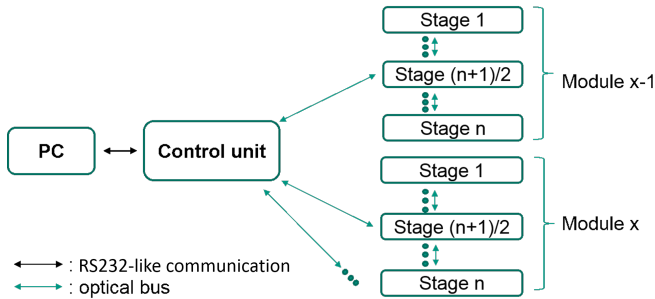 Stage 1
Stage (n+1)/2
Stage n
Module x-1
PC
Control unit
Stage 1
Stage (n+1)/2
Stage n
Module x
: RS232-like communication
: optical bus